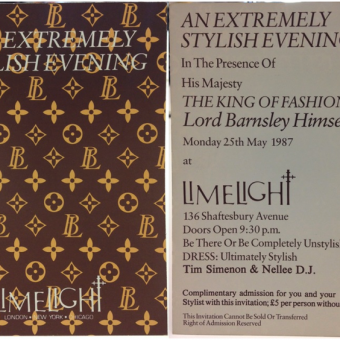 EXTREMELY
LISH EVENING
LIMELIGHT
LONDON • NEW YORK • CHICAGO
AN EXTREMELY
STYLISH EVENING
In The Presence Of
His Majesty
THE KING OF FASHION
Lord Barnsley Himse
Monday 25th May 1987
at
LIMELIGHT
136 Shaftesbury Avenue
Doors Open 9:30 p.m.
Be There Or Be Completely Unstylis
DRESS: Ultimately Stylish
Tim Simenon & Nellee D.J.
Complimentary admission for you and your
Stylist with this invitation; £5 per person without
This Invitation Cannot Be Sold Or Transferred
Right of Admission Reserved